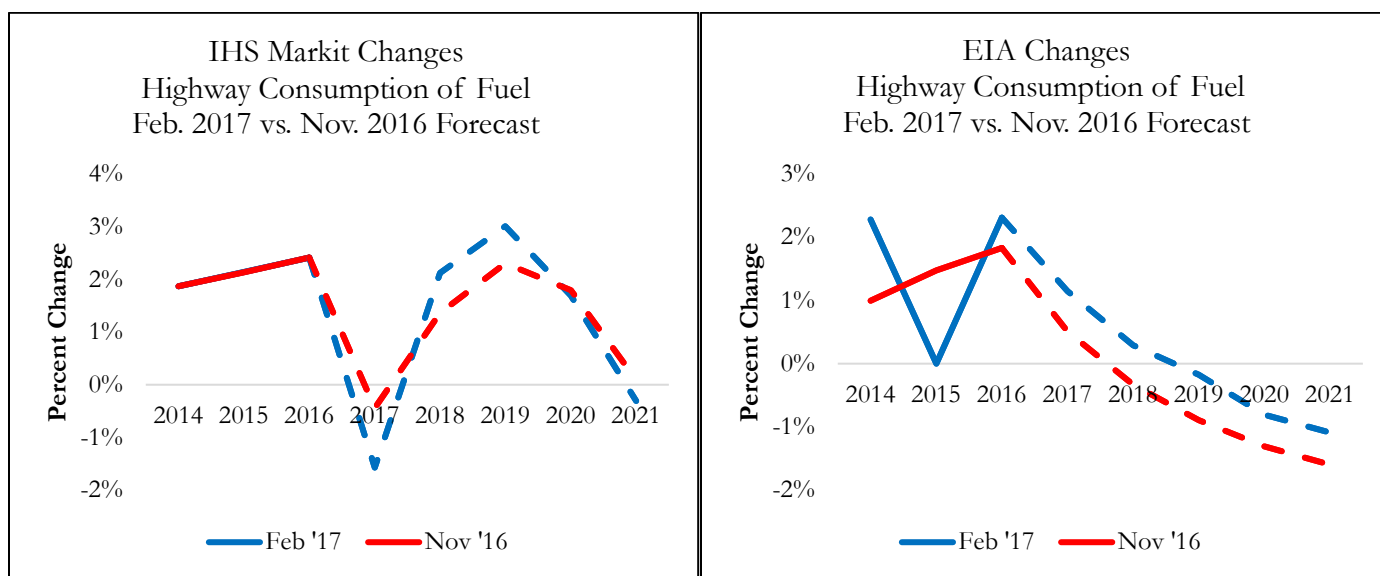 IHS Markit Changes
Highway Consumption of Fuel
Feb. 2017 vs. Nov. 2016 Forecast
Percent Change
4%
3%
2%
1%
0%
-1%
-2%
2014 2015 2016 2017 2018 2019 2020 2021
Feb '17 Nov '16
EIA Changes
Highway Consumption of Fuel
Feb. 2017 vs. Nov. 2016 Forecast
Percent Change
3%
2%
1%
0%
-1%
-2%
2014 2015 2016 2017 2018 2019 2020 2021
Feb '17 Nov '16